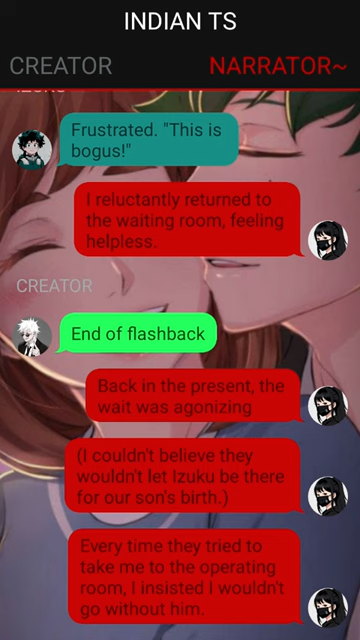 INDIAN TS
CREATOR
NARRATOR~
IZUKU
Frustrated. "This is
bogus!"
I reluctantly returned to
the waiting room, feeling
helpless.
CREATOR
End of flashback
Back in the present, the
wait was agonizing
(I couldn't believe they
wouldn't let Izuku be there
for our son's birth.)
Every time they tried to
take me to the operating
room, I insisted I wouldn't
go without him.